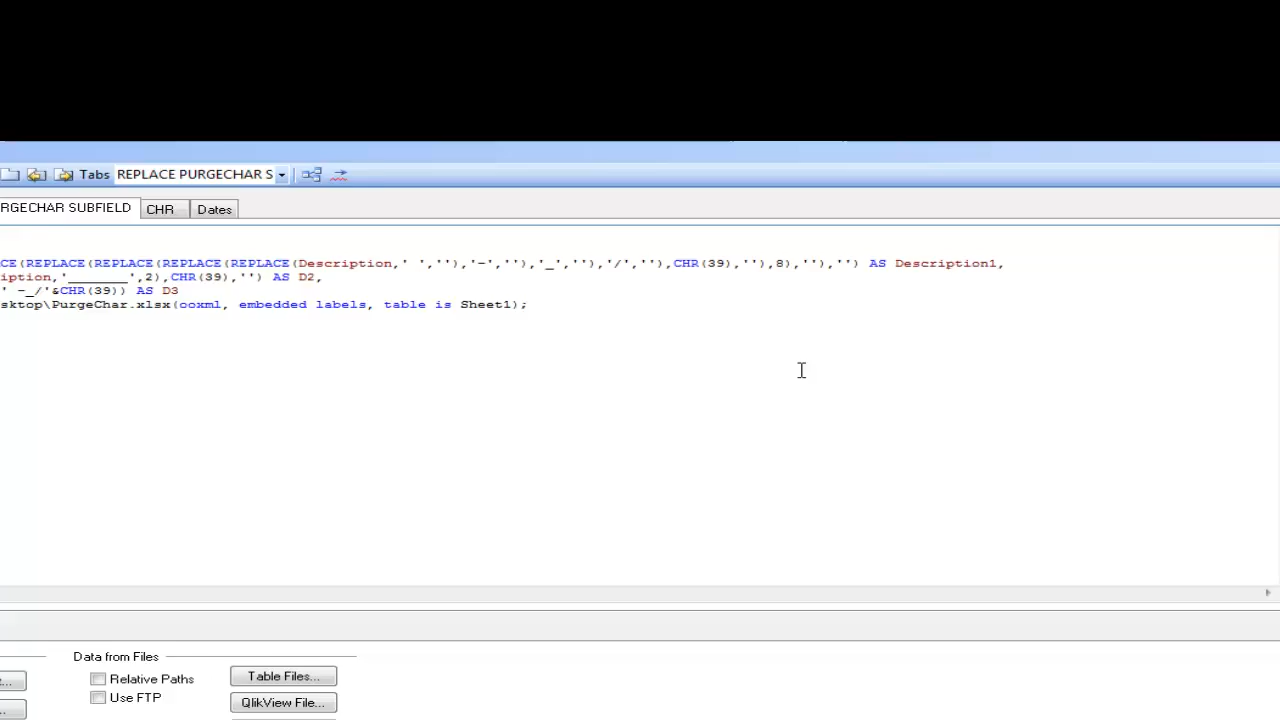 Tabs REPLACE PURGECHAR S
RGECHAR SUBFIELD CHR Dates
CE(REPLACE(REPLACE(REPLACE(REPLACE(Description,' ',''),'-',''),'_',''),'/',''),CHR(39),''),8),''),'') AS Description1,
iption,'_______',2),CHR(39),'') AS D2,
' -_/'&CHR(39)) AS D3
sktop\PurgeChar.xlsx(ooxml, embedded labels, table is Sheet1);
Data from Files
Relative Paths
Table Files...
Use FTP
QlikView File...